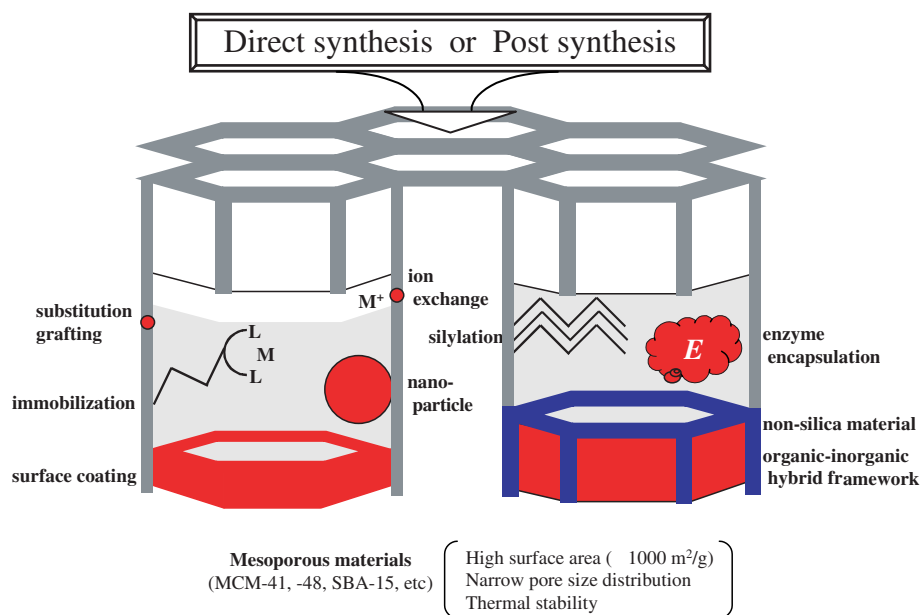 Direct synthesis or Post synthesis
substitution
grafting
immobilization
surface coating
L
M
L
M+
ion
exchange
nano-
particle
silylation
E
enzyme
encapsulation
non-silica material
organic-inorganic
hybrid framework
Mesoporous materials
(MCM-41, -48, SBA-15, etc)
High surface area ( 1000 m²/g)
Narrow pore size distribution
Thermal stability